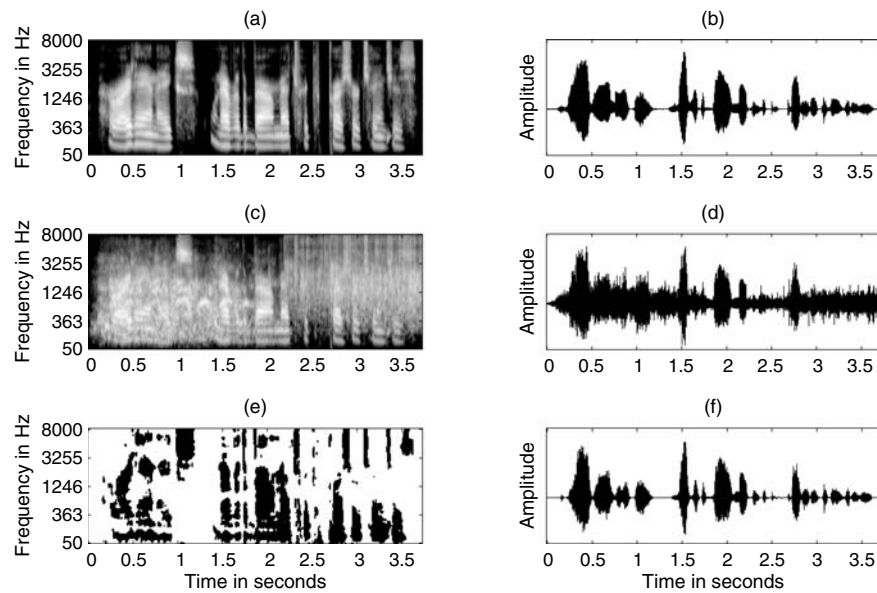 (a)
Frequency in Hz
8000
3255
1246
363
50
0 0.5 1 1.5 2 2.5 3 3.5
(b)
Amplitude
0 0.5 1 1.5 2 2.5 3 3.5
(c)
Frequency in Hz
8000
3255
1246
363
50
0 0.5 1 1.5 2 2.5 3 3.5
(d)
Amplitude
0 0.5 1 1.5 2 2.5 3 3.5
(e)
Frequency in Hz
8000
3255
1246
363
50
0 0.5 1 1.5 2 2.5 3 3.5
Time in seconds
(f)
Amplitude
0 0.5 1 1.5 2 2.5 3 3.5
Time in seconds